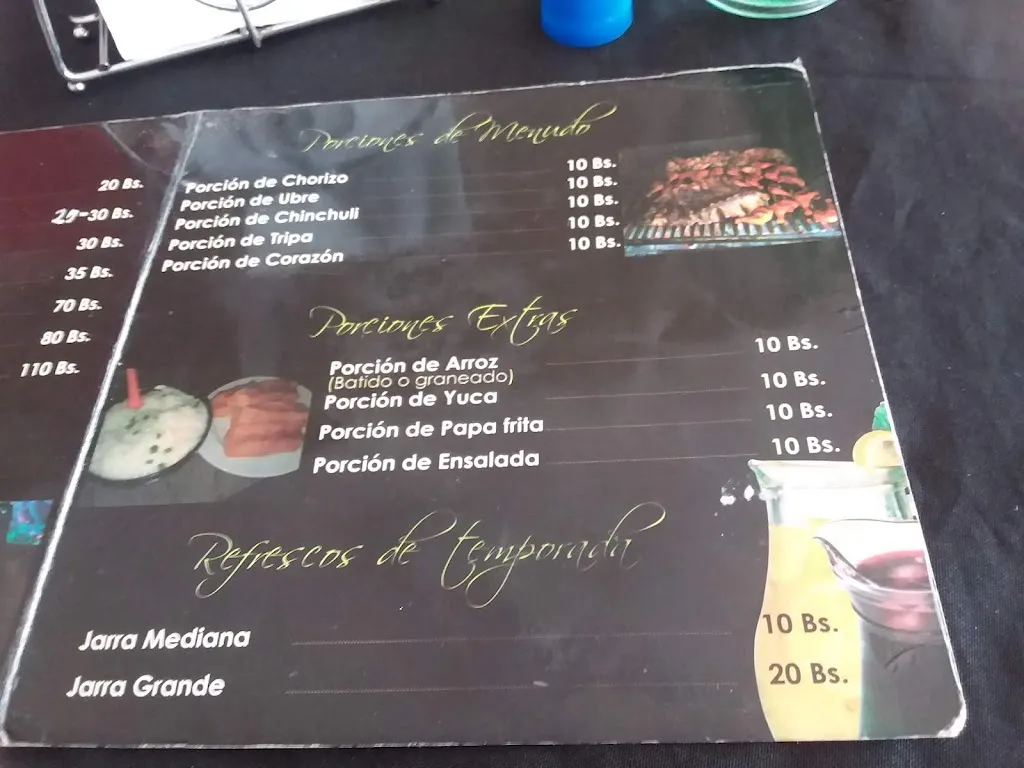 20 Bs.
20-30 Bs.
30 Bs.
35 Bs.
70 Bs.
80 Bs.
110 Bs.
Porciones de Menudo
Porción de Chorizo 10 Bs.
Porción de Ubre 10 Bs.
Porción de Chinchuli 10 Bs.
Porción de Tripa 10 Bs.
Porción de Corazón 10 Bs.
Porciones Extras
Porción de Arroz 10 Bs.
(Batido o graneado)
Porción de Yuca 10 Bs.
Porción de Papa frita 10 Bs.
Porción de Ensalada 10 Bs.
Refrescos de temporada
Jarra Mediana 10 Bs.
Jarra Grande 20 Bs.